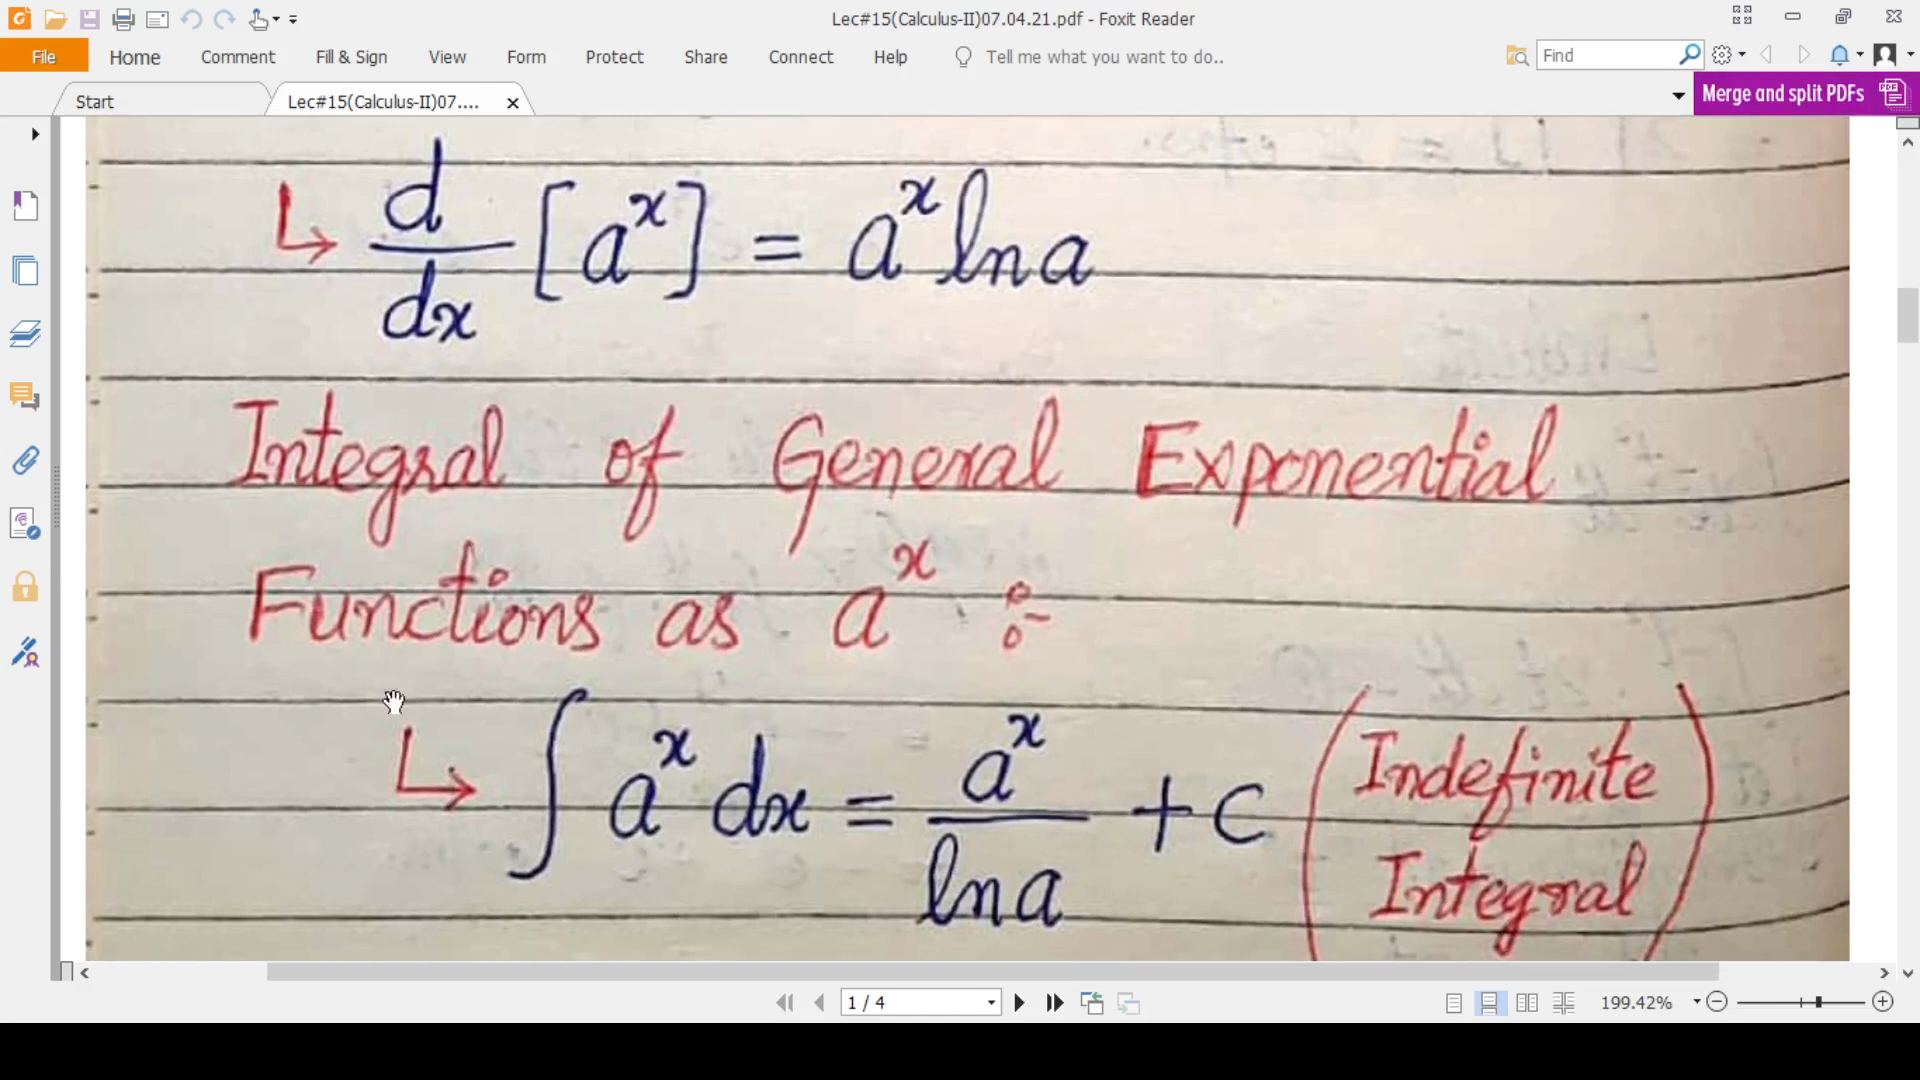 Lec#15(Calculus-II)07.04.21.pdf - Foxit Reader
File Home Comment Fill & Sign View Form Protect Share Connect Help Tell me what you want to do.. Find
Start Lec#15(Calculus-II)07.... Merge and split PDFs
d/dx [a^x] = a^x ln a
Integral of General Exponential
Functions as a^x :-
∫ a^x dx = a^x / ln a + C (Indefinite
Integral
1 / 4 199.42%